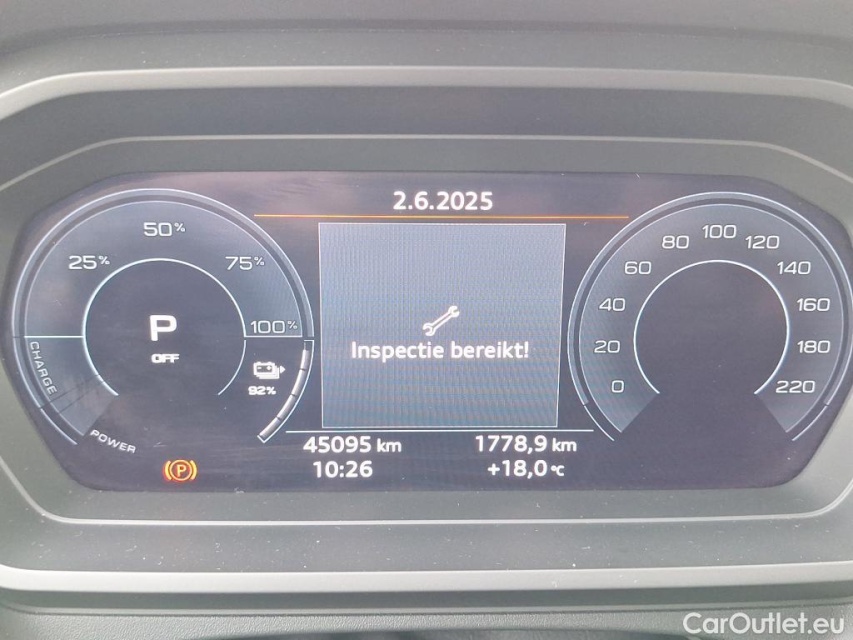 2.6.2025
50%
25%
75%
100%
P
OFF
92%
CHARGE
POWER
Inspectie bereikt!
100
80
120
60
140
40
160
20
180
0
220
45095 km
1778,9 km
10:26
+18,0 °C
(P)
CarOutlet.eu